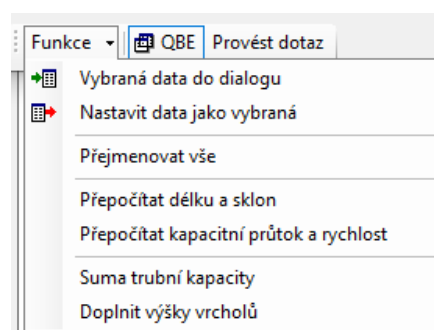 Funkce QBE Provést dotaz
Vybraná data do dialogu
Nastavit data jako vybraná
Přejmenovat vše
Přepočítat délku a sklon
Přepočítat kapacitní průtok a rychlost
Suma trubní kapacity
Doplnit výšky vrcholů